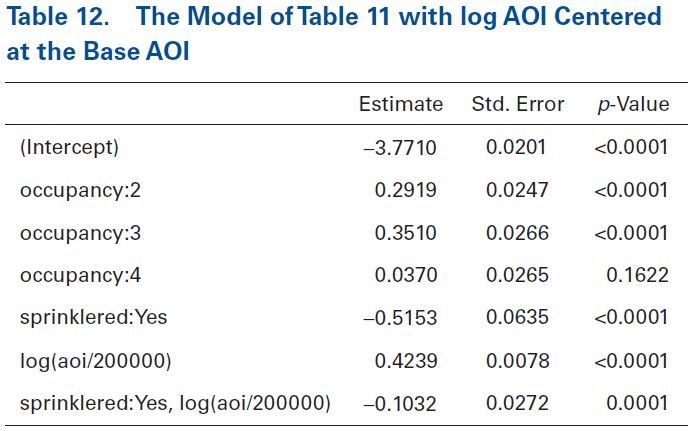 Table 12. The Model of Table 11 with log AOI Centered
at the Base AOI
Estimate Std. Error p-Value
(Intercept) –3.7710 0.0201 <0.0001
occupancy:2 0.2919 0.0247 <0.0001
occupancy:3 0.3510 0.0266 <0.0001
occupancy:4 0.0370 0.0265 0.1622
sprinklered:Yes –0.5153 0.0635 <0.0001
log(aoi/200000) 0.4239 0.0078 <0.0001
sprinklered:Yes, log(aoi/200000) –0.1032 0.0272 0.0001